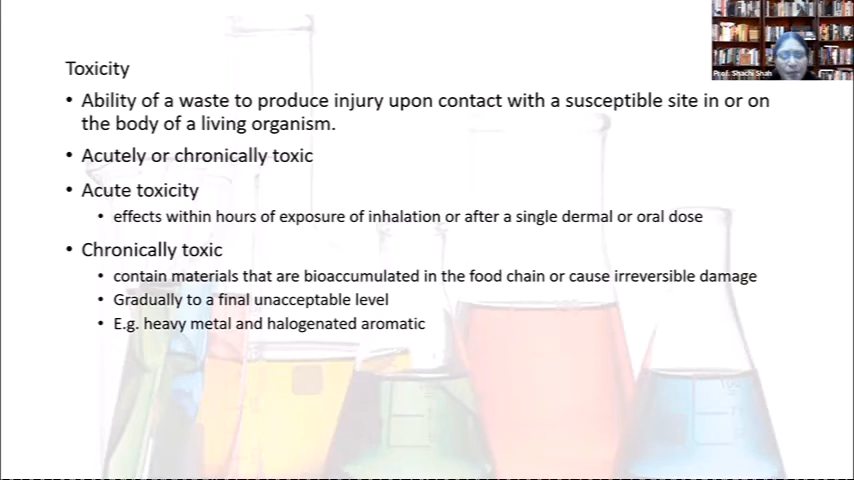 Toxicity
• Ability of a waste to produce injury upon contact with a susceptible site in or on
the body of a living organism.
• Acutely or chronically toxic
• Acute toxicity
• effects within hours of exposure of inhalation or after a single dermal or oral dose
• Chronically toxic
• contain materials that are bioaccumulated in the food chain or cause irreversible damage
• Gradually to a final unacceptable level
• E.g. heavy metal and halogenated aromatic
Prof. Shachi Shah